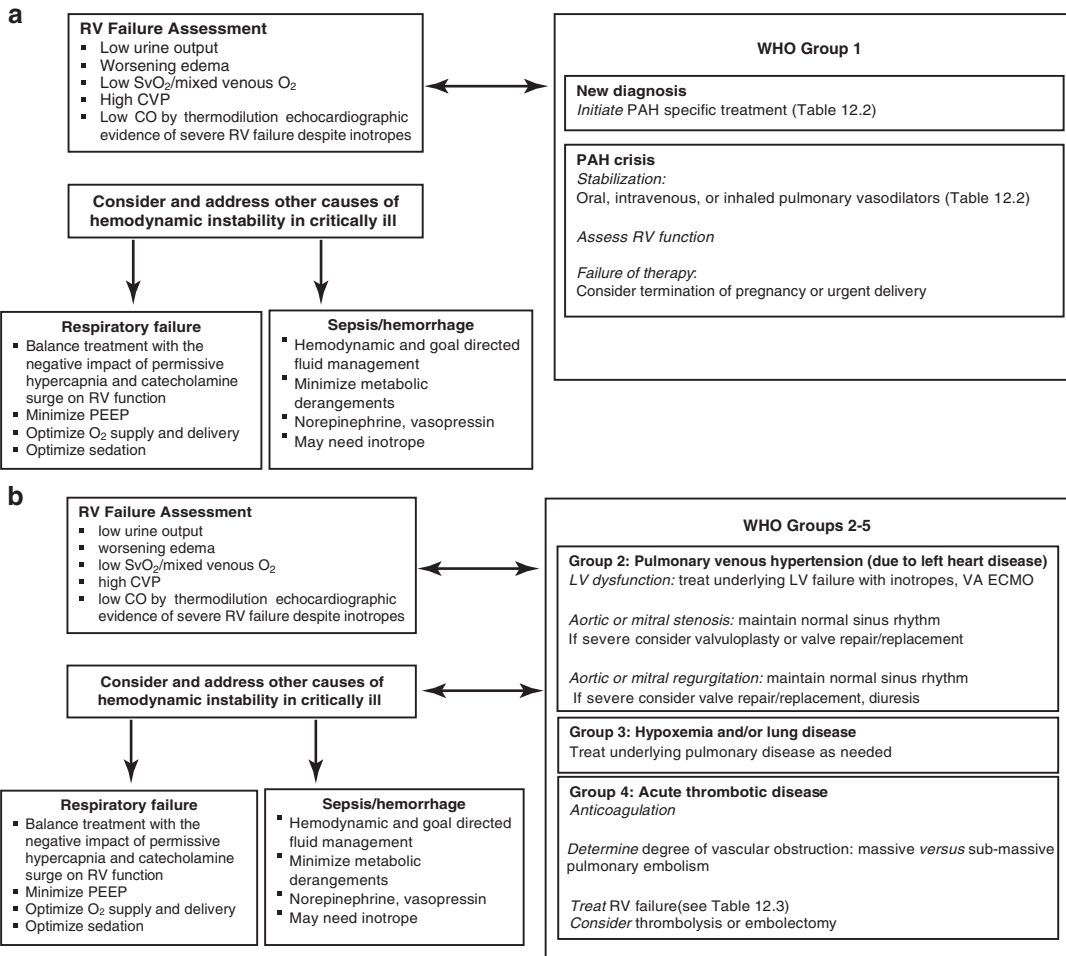 a
RV Failure Assessment
▪ Low urine output
▪ Worsening edema
▪ Low SvO₂/mixed venous O₂
▪ High CVP
▪ Low CO by thermodilution echocardiographic
evidence of severe RV failure despite inotropes
Consider and address other causes of
hemodynamic instability in critically ill
Respiratory failure
▪ Balance treatment with the
negative impact of permissive
hypercapnia and catecholamine
surge on RV function
▪ Minimize PEEP
▪ Optimize O₂ supply and delivery
▪ Optimize sedation
Sepsis/hemorrhage
▪ Hemodynamic and goal directed
fluid management
▪ Minimize metabolic
derangements
▪ Norepinephrine, vasopressin
▪ May need inotrope
WHO Group 1
New diagnosis
Initiate PAH specific treatment (Table 12.2)
PAH crisis
Stabilization:
Oral, intravenous, or inhaled pulmonary vasodilators (Table 12.2)
Assess RV function
Failure of therapy:
Consider termination of pregnancy or urgent delivery
b
RV Failure Assessment
▪ low urine output
▪ worsening edema
▪ low SvO₂/mixed venous O₂
▪ high CVP
▪ low CO by thermodilution echocardiographic
evidence of severe RV failure despite inotropes
Consider and address other causes of
hemodynamic instability in critically ill
Respiratory failure
▪ Balance treatment with the
negative impact of permissive
hypercapnia and catecholamine
surge on RV function
▪ Minimize PEEP
▪ Optimize O₂ supply and delivery
▪ Optimize sedation
Sepsis/hemorrhage
▪ Hemodynamic and goal directed
fluid management
▪ Minimize metabolic
derangements
▪ Norepinephrine, vasopressin
▪ May need inotrope
WHO Groups 2-5
Group 2: Pulmonary venous hypertension (due to left heart disease)
LV dysfunction: treat underlying LV failure with inotropes, VA ECMO
Aortic or mitral stenosis: maintain normal sinus rhythm
If severe consider valvuloplasty or valve repair/replacement
Aortic or mitral regurgitation: maintain normal sinus rhythm
If severe consider valve repair/replacement, diuresis
Group 3: Hypoxemia and/or lung disease
Treat underlying pulmonary disease as needed
Group 4: Acute thrombotic disease
Anticoagulation
Determine degree of vascular obstruction: massive versus sub-massive
pulmonary embolism
Treat RV failure(see Table 12.3)
Consider thrombolysis or embolectomy